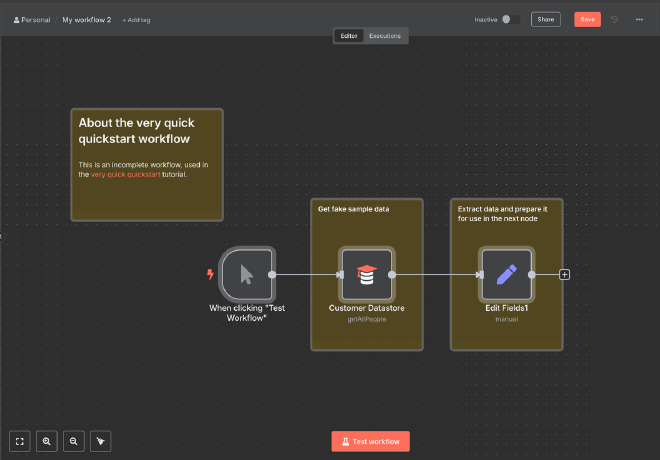 Personal / My workflow 2 + Add tag Inactive Share Save
Editor Executions
About the very quick
quickstart workflow
This is an incomplete workflow, used in
the very quick quickstart tutorial.
Get fake sample data
Extract data and prepare it
for use in the next node
When clicking "Test
Workflow"
Customer Datastore
getAllPeople
Edit Fields1
manual
Test workflow